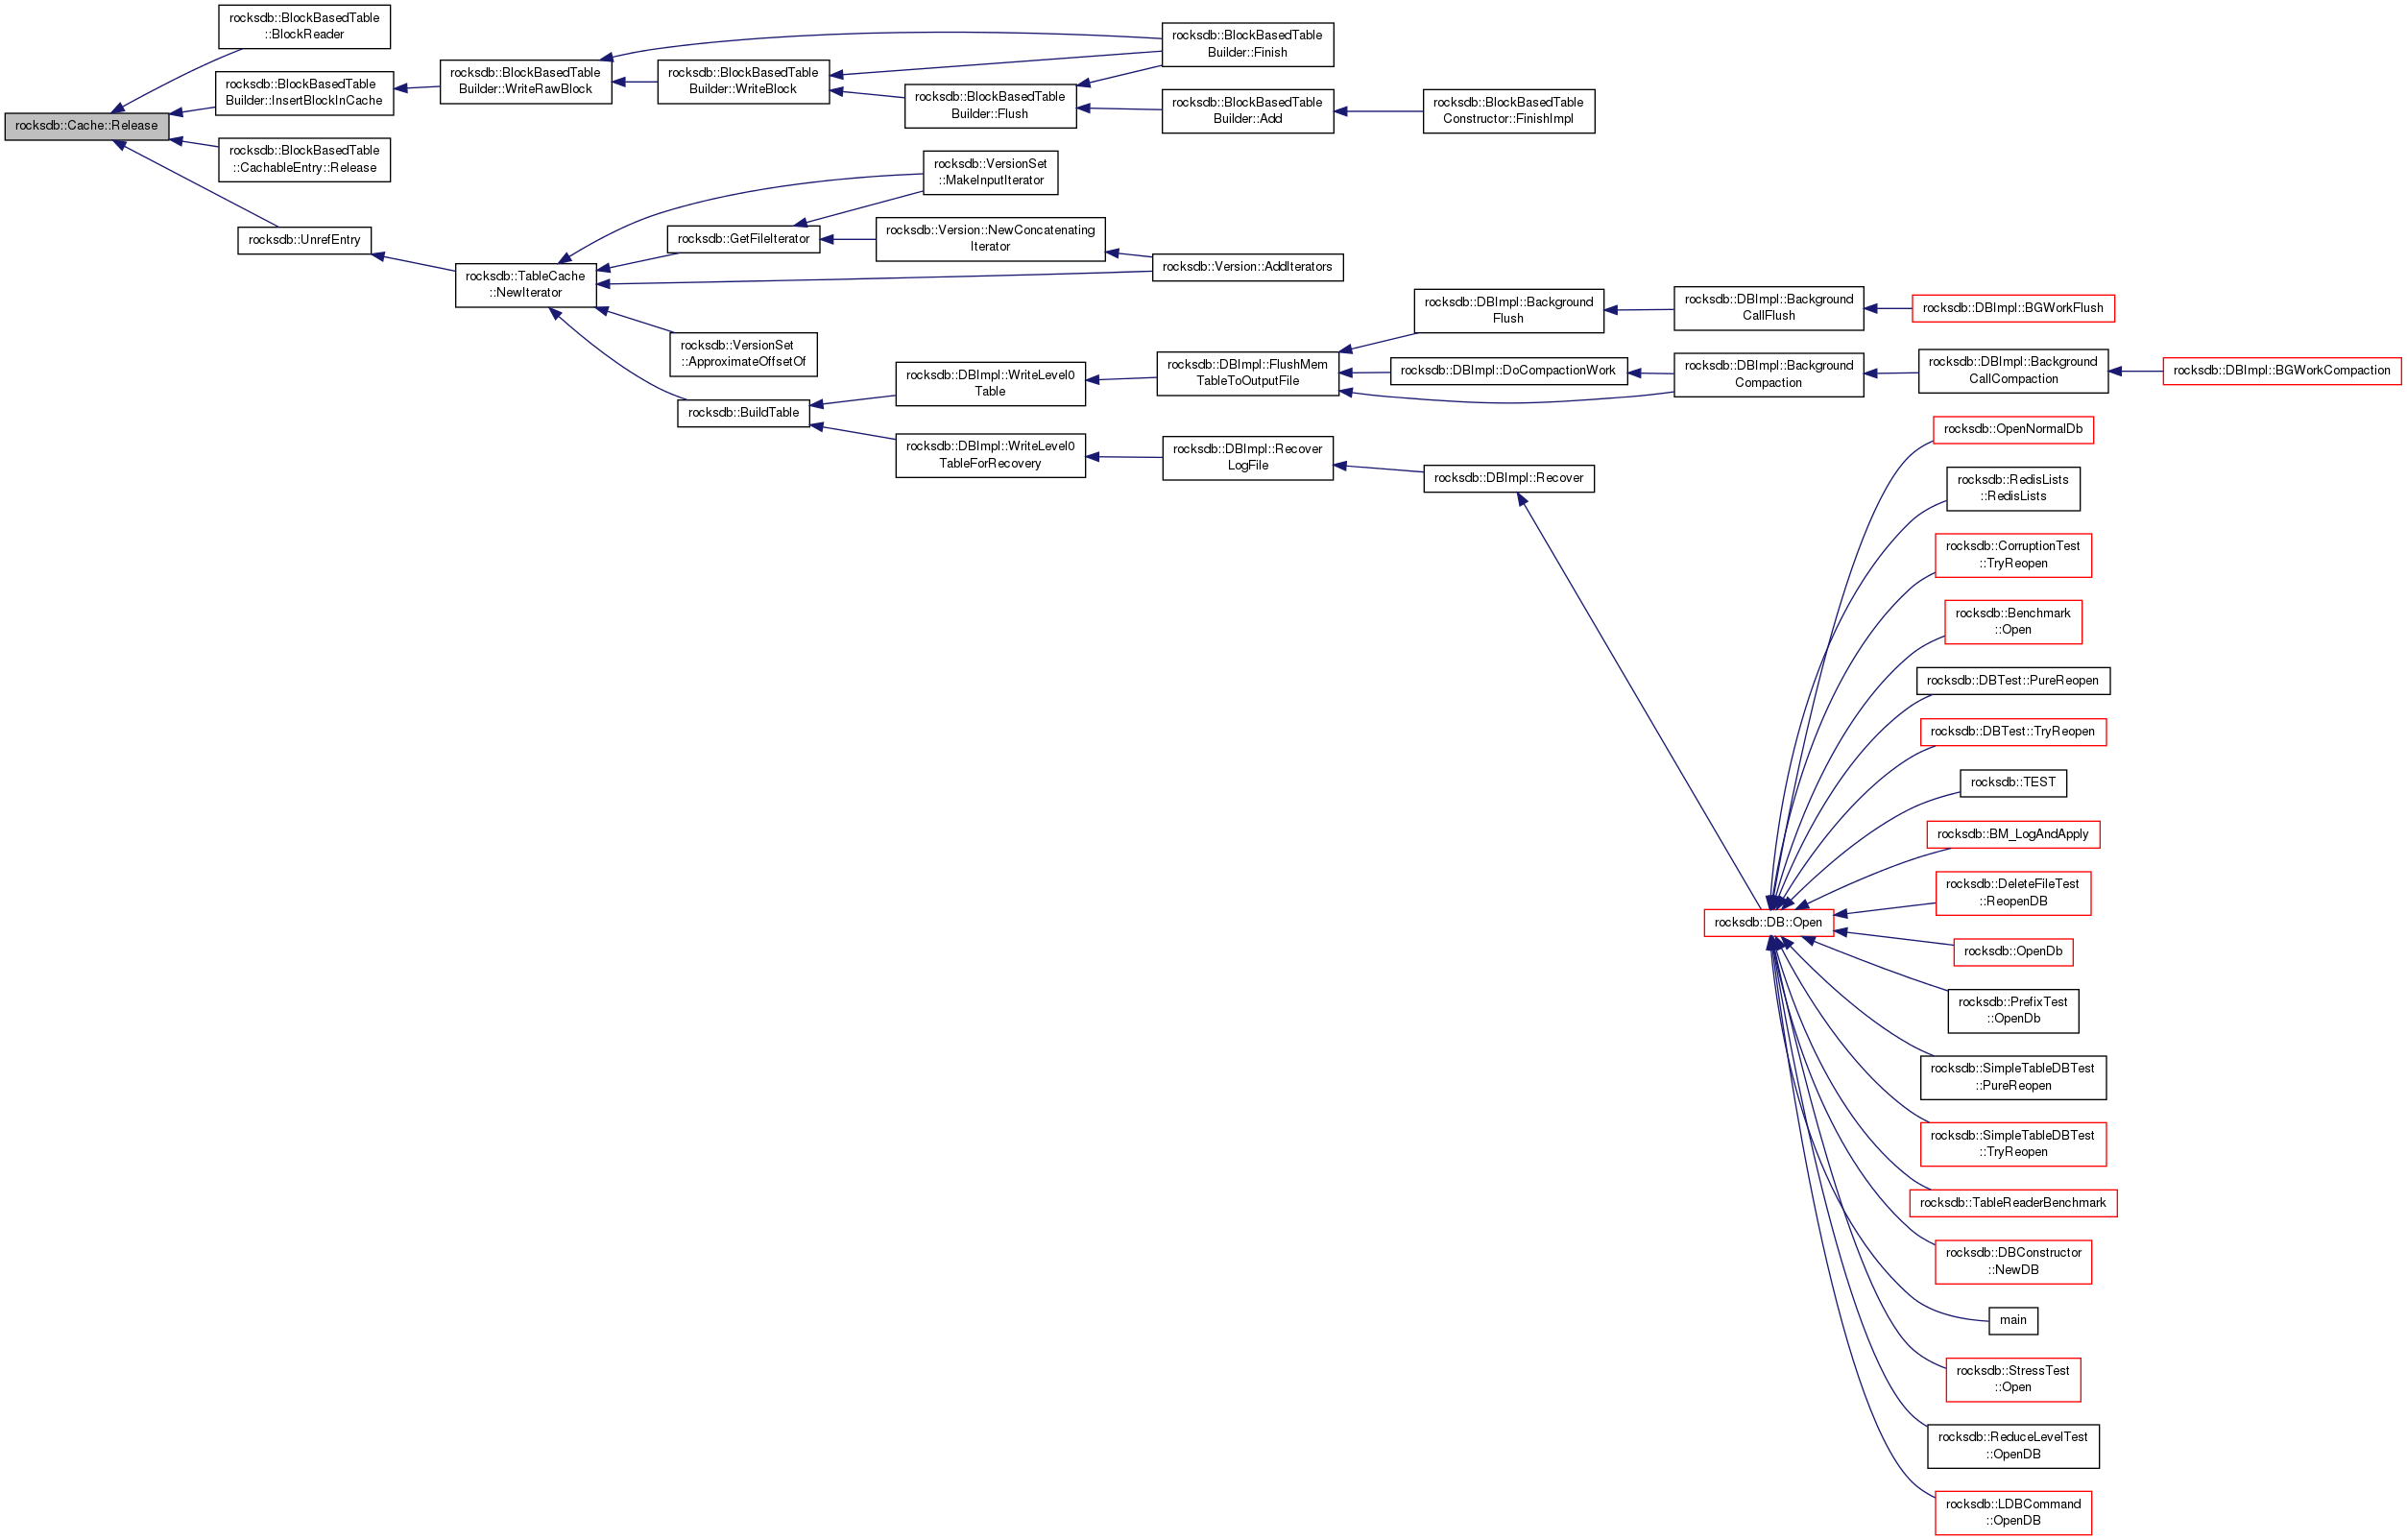 rocksdb::Cache::Release
rocksdb::BlockBasedTable
::BlockReader
rocksdb::BlockBasedTable
Builder::InsertBlockInCache
rocksdb::BlockBasedTable
::CachableEntry::Release
rocksdb::UnrefEntry
rocksdb::BlockBasedTable
Builder::WriteRawBlock
rocksdb::BlockBasedTable
Builder::WriteBlock
rocksdb::BlockBasedTable
Builder::Flush
rocksdb::BlockBasedTable
Builder::Finish
rocksdb::BlockBasedTable
Builder::Add
rocksdb::BlockBasedTable
Constructor::FinishImpl
rocksdb::TableCache
::NewIterator
rocksdb::VersionSet
::MakeInputIterator
rocksdb::GetFileIterator
rocksdb::Version::NewConcatenating
Iterator
rocksdb::Version::AddIterators
rocksdb::VersionSet
::ApproximateOffsetOf
rocksdb::BuildTable
rocksdb::DBImpl::WriteLevel0
Table
rocksdb::DBImpl::WriteLevel0
TableForRecovery
rocksdb::DBImpl::FlushMem
TableToOutputFile
rocksdb::DBImpl::Background
Flush
rocksdb::DBImpl::Background
CallFlush
rocksdb::DBImpl::BGWorkFlush
rocksdb::DBImpl::DoCompactionWork
rocksdb::DBImpl::Background
Compaction
rocksdb::DBImpl::Background
CallCompaction
rocksdb::DBImpl::BGWorkCompaction
rocksdb::DBImpl::Recover
LogFile
rocksdb::DBImpl::Recover
rocksdb::DB::Open
rocksdb::OpenNormalDb
rocksdb::RedisLists
::RedisLists
rocksdb::CorruptionTest
::TryReopen
rocksdb::Benchmark
::Open
rocksdb::DBTest::PureReopen
rocksdb::DBTest::TryReopen
rocksdb::TEST
rocksdb::BM_LogAndApply
rocksdb::DeleteFileTest
::ReopenDB
rocksdb::OpenDb
rocksdb::PrefixTest
::OpenDb
rocksdb::SimpleTableDBTest
::PureReopen
rocksdb::SimpleTableDBTest
::TryReopen
rocksdb::TableReaderBenchmark
rocksdb::DBConstructor
::NewDB
main
rocksdb::StressTest
::Open
rocksdb::ReduceLevelTest
::OpenDB
rocksdb::LDBCommand
::OpenDB